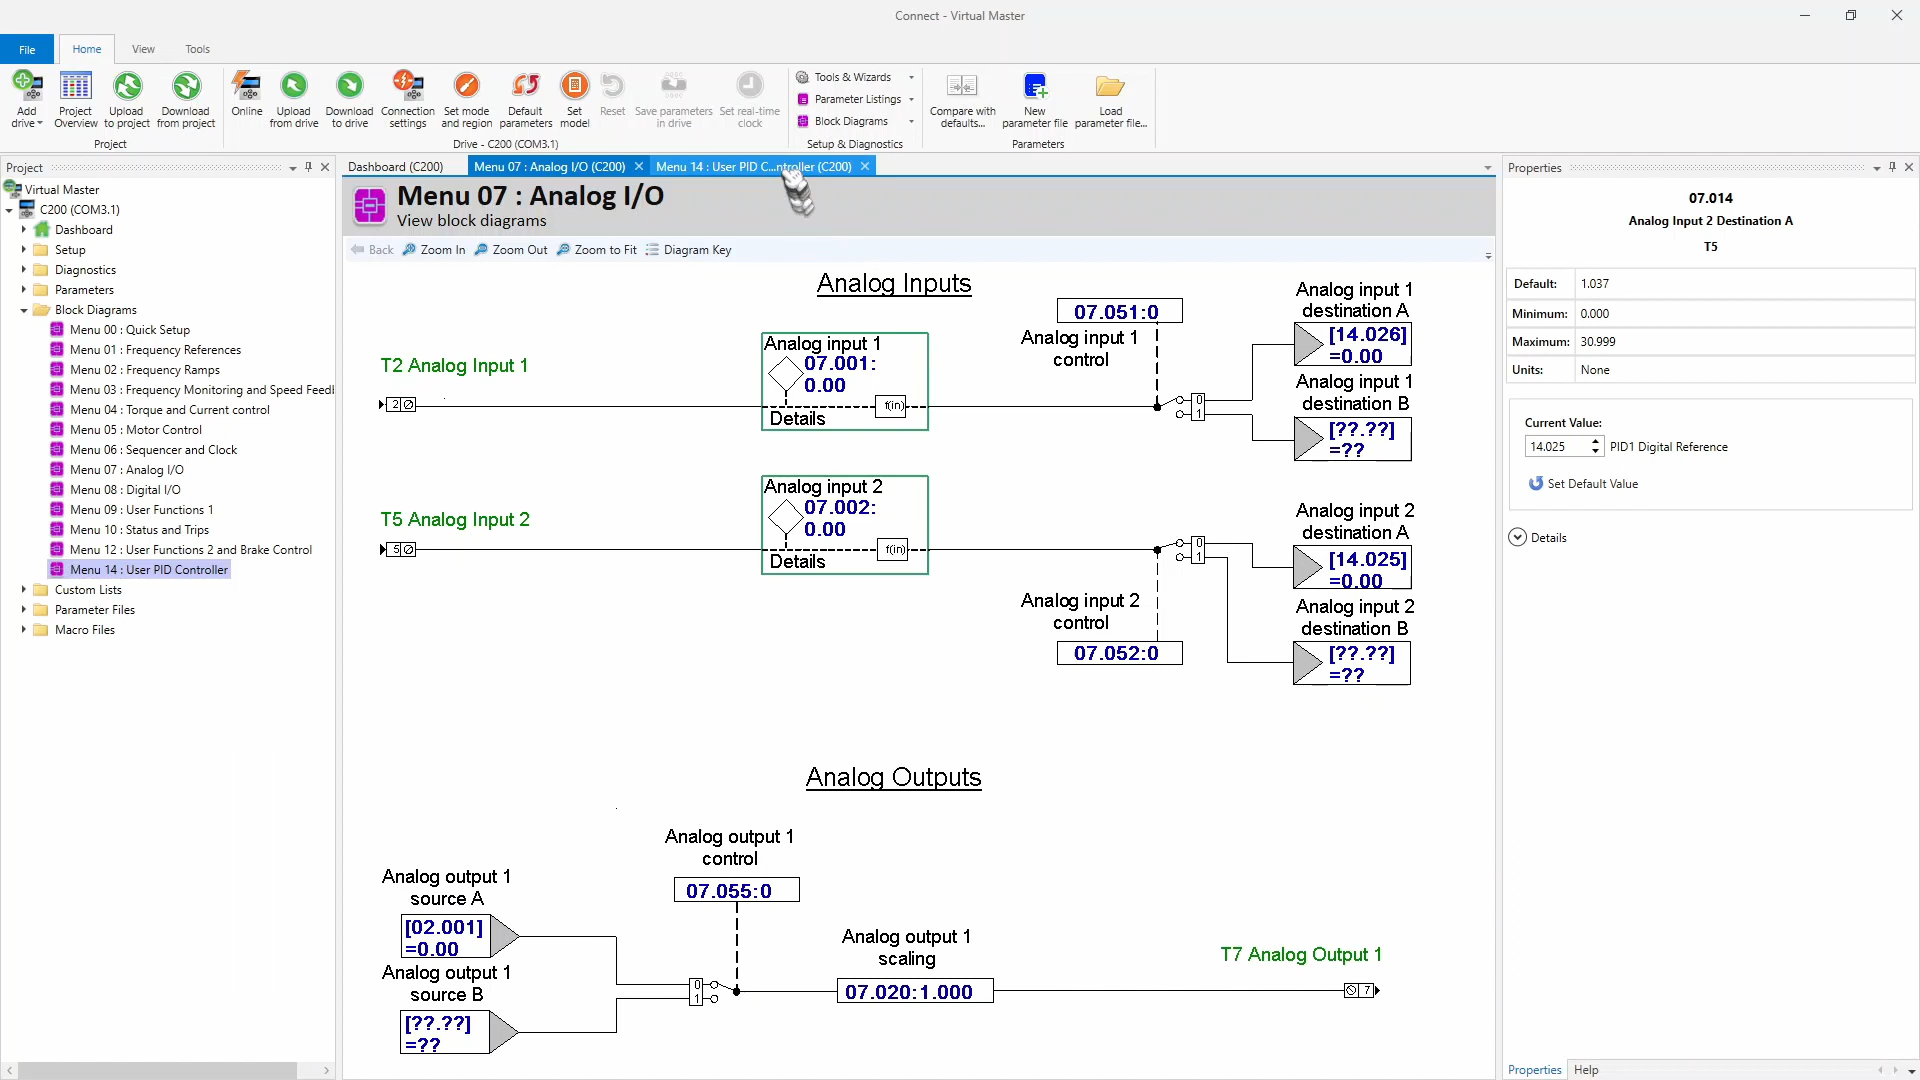 Connect - Virtual Master
File
Home
View
Tools
Add
drive
Project
Overview
Upload
to project
Download
from project
Online
Upload
from drive
Download
to drive
Connection
settings
Set mode
and region
Default
parameters
Set
model
Reset
Save parameters
in drive
Set real-time
clock
Tools & Wizards
Parameter Listings
Block Diagrams
Compare with
defaults...
New
parameter file
Load
parameter file...
Project
Drive - C200 (COM3.1)
Setup & Diagnostics
Parameters
Project
Virtual Master
C200 (COM3.1)
Dashboard
Setup
Diagnostics
Parameters
Block Diagrams
Menu 00 : Quick Setup
Menu 01 : Frequency References
Menu 02 : Frequency Ramps
Menu 03 : Frequency Monitoring and Speed Feed
Menu 04 : Torque and Current control
Menu 05 : Motor Control
Menu 06 : Sequencer and Clock
Menu 07 : Analog I/O
Menu 08 : Digital I/O
Menu 09 : User Functions 1
Menu 10 : Status and Trips
Menu 12 : User Functions 2 and Brake Control
Menu 14 : User PID Controller
Custom Lists
Parameter Files
Macro Files
Dashboard (C200)
Menu 07 : Analog I/O (C200)
Menu 14 : User PID C...ntroller (C200)
Menu 07 : Analog I/O
View block diagrams
Back
Zoom In
Zoom Out
Zoom to Fit
Diagram Key
Analog Inputs
T2 Analog Input 1
2
Analog input 1
07.001:
0.00
f(in)
Details
07.051:0
Analog input 1
control
0
1
Analog input 1
destination A
[14.026]
=0.00
Analog input 1
destination B
[??.??]
=??
T5 Analog Input 2
5
Analog input 2
07.002:
0.00
f(in)
Details
Analog input 2
control
07.052:0
0
1
Analog input 2
destination A
[14.025]
=0.00
Analog input 2
destination B
[??.??]
=??
Analog Outputs
Analog output 1
control
07.055:0
Analog output 1
source A
[02.001]
=0.00
Analog output 1
source B
[??.??]
=??
0
1
Analog output 1
scaling
07.020:1.000
T7 Analog Output 1
7
Properties
07.014
Analog Input 2 Destination A
T5
Default: 1.037
Minimum: 0.000
Maximum: 30.999
Units: None
Current Value:
14.025 PID1 Digital Reference
Set Default Value
Details
Properties
Help